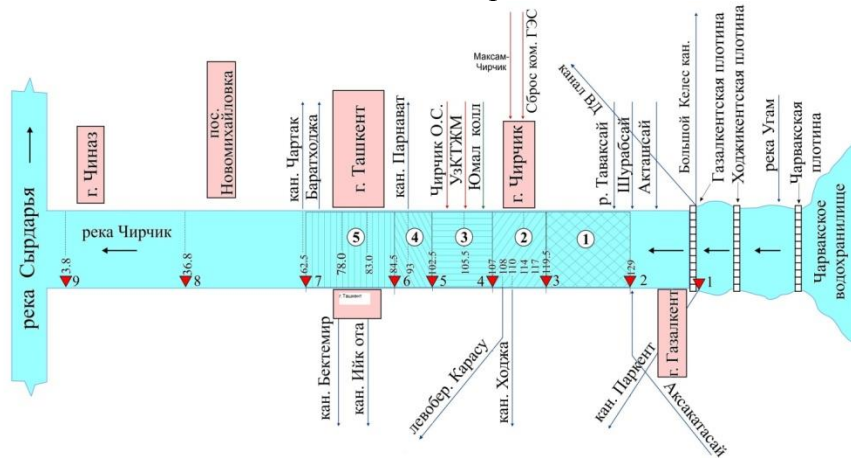 Максам-
Чирчик
Сброс ком. ГЭС
канал ВД
Большой Келес кан.
Газалкентская плотина
Ходжикентская плотина
река Угам
Чарвакская
плотина
г. Чиназ
пос.
Новомихайловка
кан. Чартак
Баратходжа
г. Ташкент
кан. Парнават
Чирчик О.С.
УзКТЖМ
Юмал колл
г. Чирчик
р. Таваксай
Шурабсай
Акташсай
река Сырдарья
река Чирчик
5
4
3
2
1
Чарвакское
водохранилище
3.8
36.8
62.5
78.0
83.0
84.5
93
102.5
105.5
107
108
110
114
117
119.5
129
9
8
7
6
5
4
3
2
1
г. Ташкент
г. Газалкент
кан. Бектемир
кан. Ийк ота
левобер. Карасу
кан. Ходжа
кан. Паркент
Аксакатасай